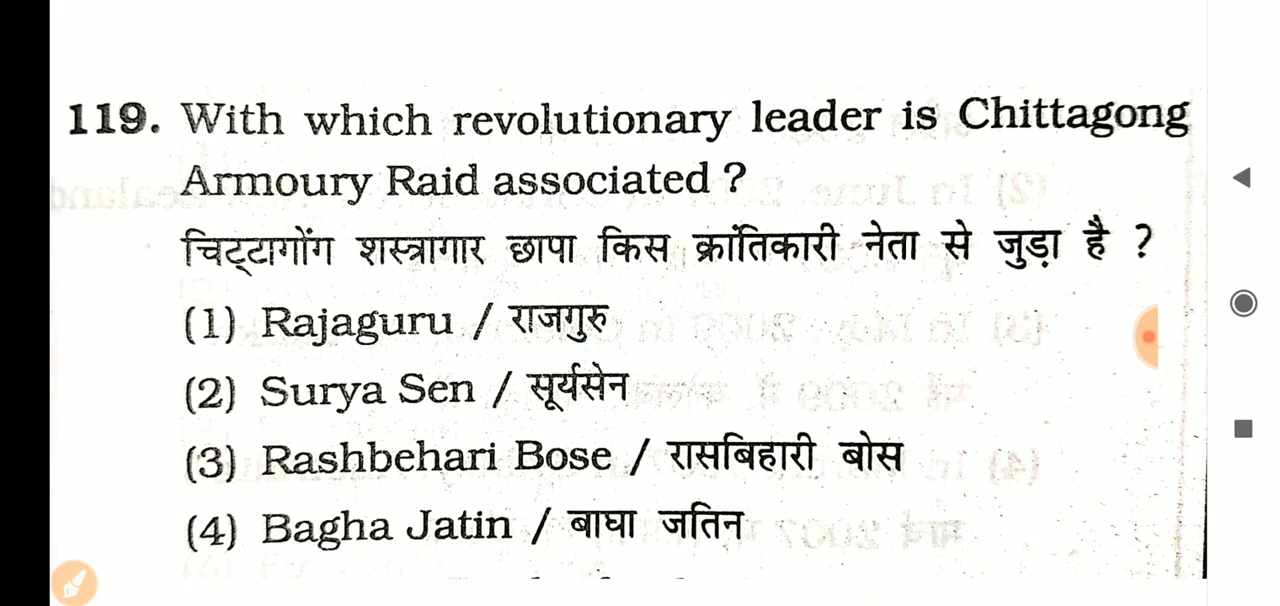 119. With which revolutionary leader is Chittagong
Armoury Raid associated ?
चिट्टागोंग शस्त्रागार छापा किस क्रांतिकारी नेता से जुड़ा है ?
(1) Rajaguru / राजगुरु
(2) Surya Sen / सूर्यसेन
(3) Rashbehari Bose / रासबिहारी बोस
(4) Bagha Jatin / बाघा जतिन